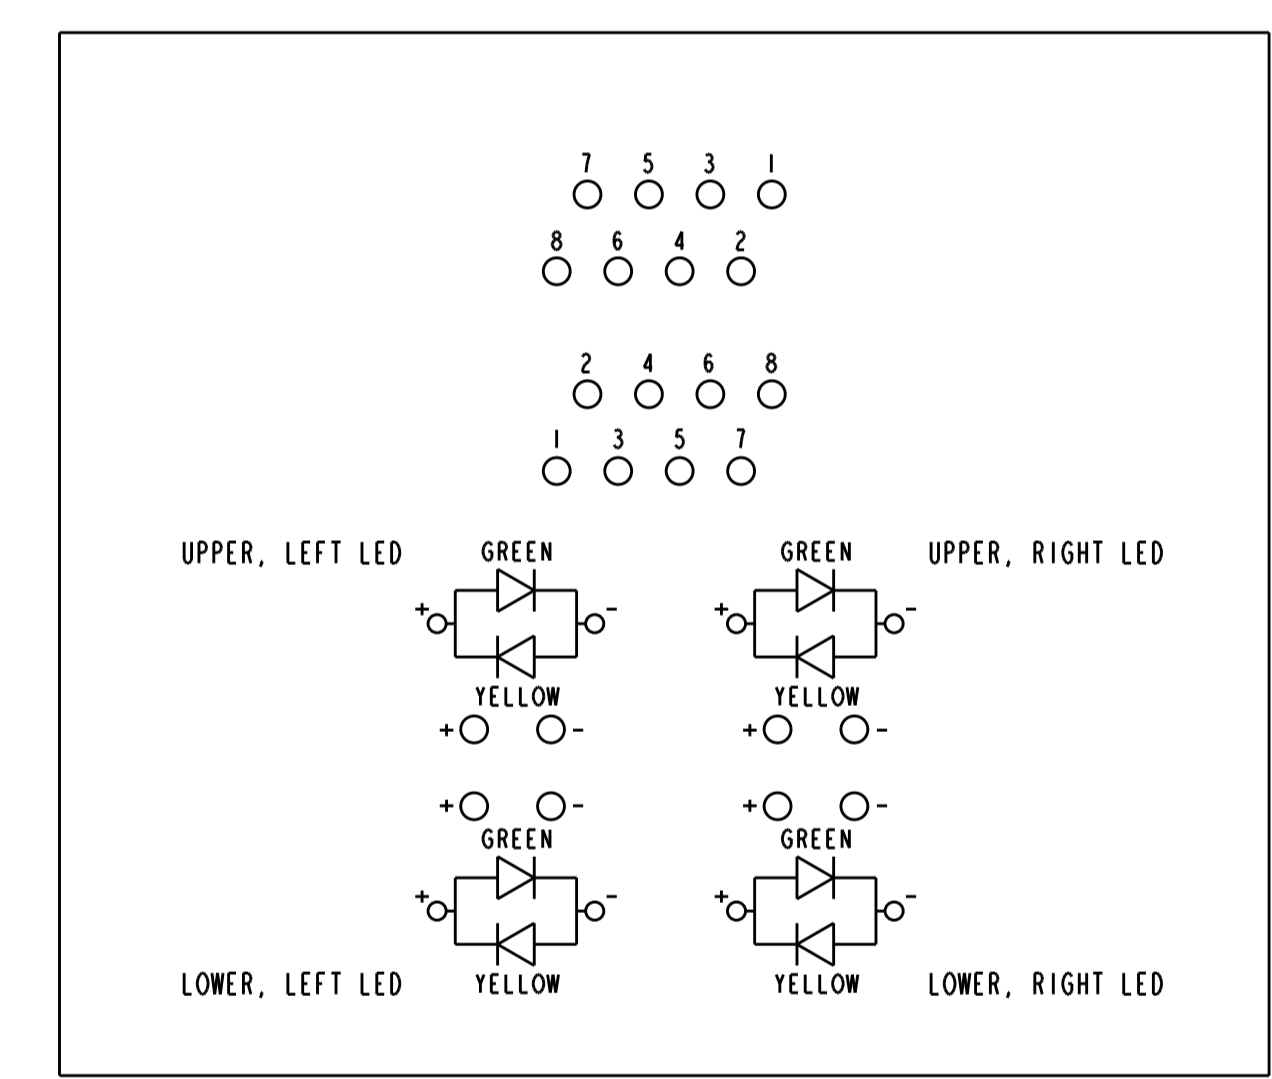 7 5 3 1
8 6 4 2
2 4 6 8
1 3 5 7
UPPER, LEFT LED GREEN GREEN UPPER, RIGHT LED
+ - + -
YELLOW YELLOW
+ - + -
+ - + -
GREEN GREEN
+ - + -
LOWER, LEFT LED YELLOW YELLOW LOWER, RIGHT LED